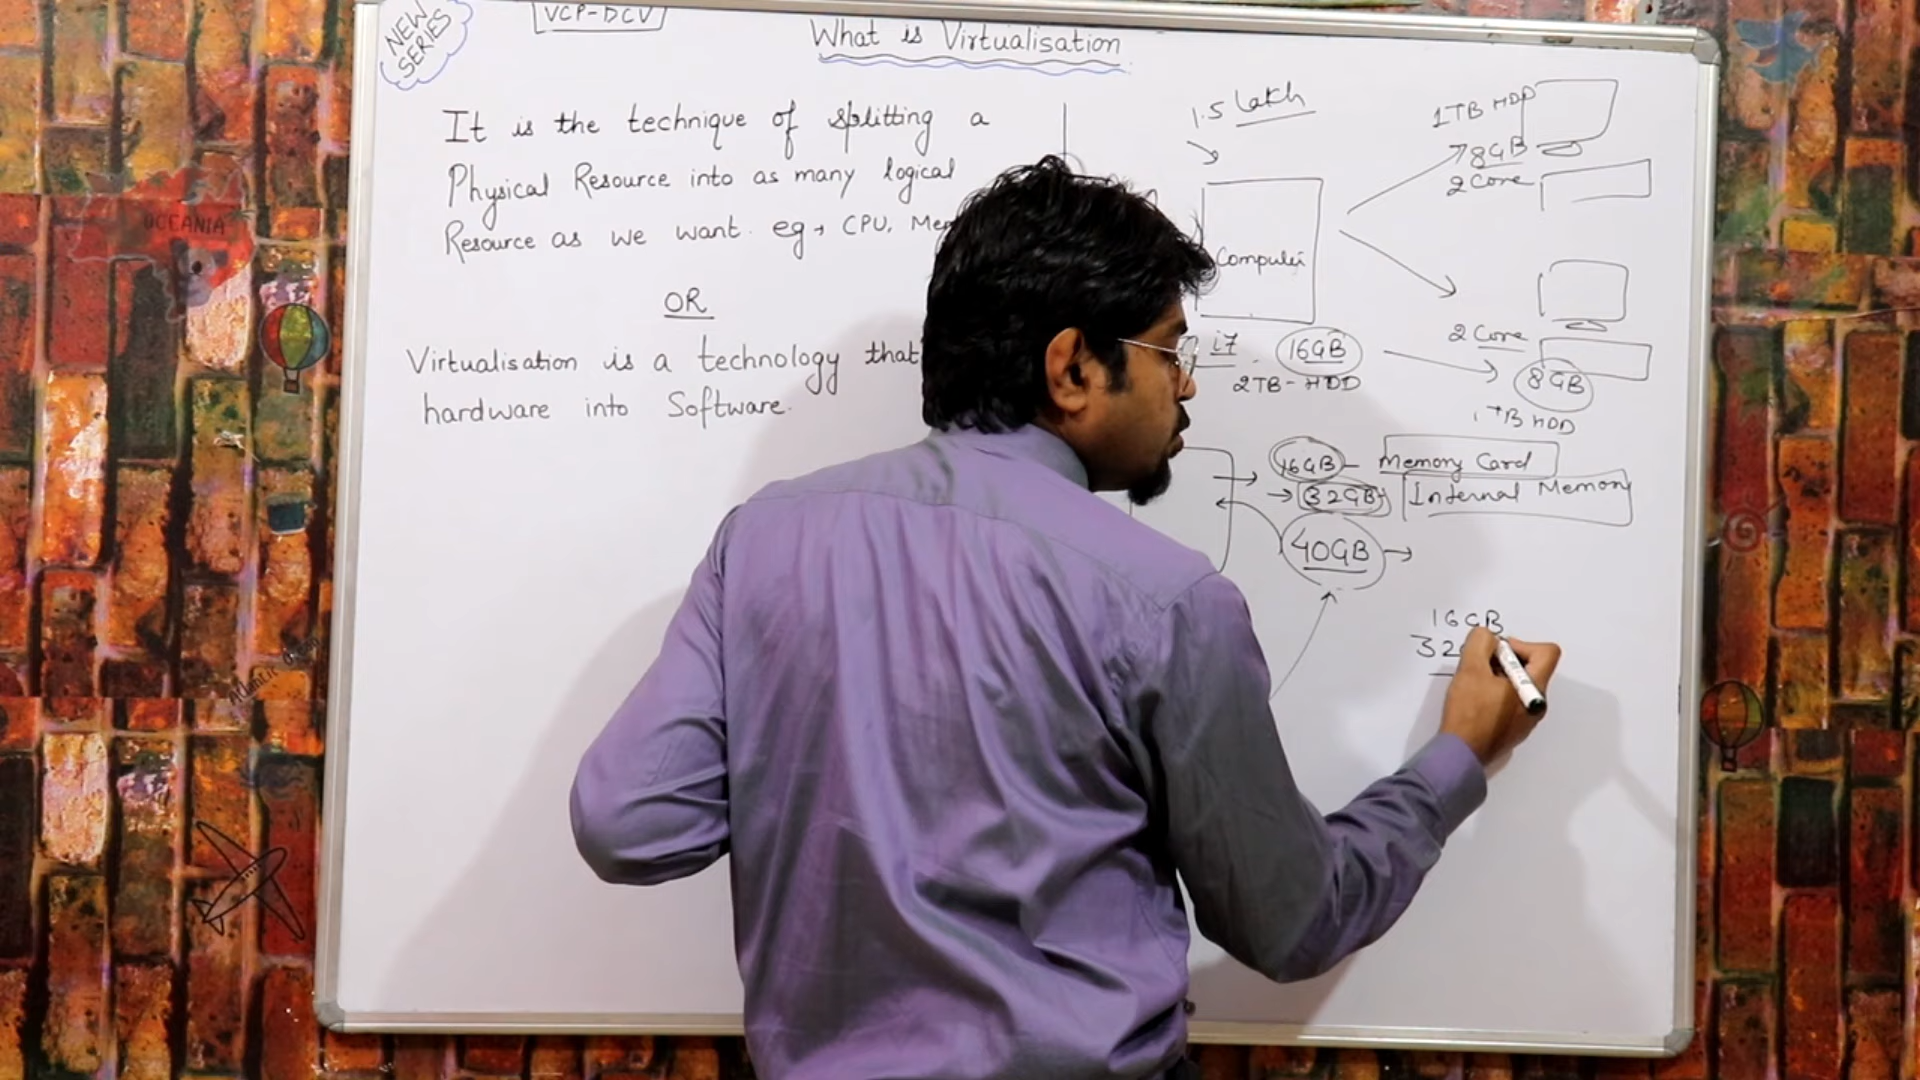 NEW
SERIES
VCP-DCV
What is Virtualisation
It is the technique of splitting a
Physical Resource into as many logical
Resource as we want. eg → CPU, Mem
OR
Virtualisation is a technology that
hardware into Software.
1.5 lakh
Computer
i7
16GB
2TB-HDD
1TB HDD
8GB
2 Core
2 Core
8GB
1TB HDD
16GB - Memory Card
32GB Internal Memory
40GB
16GB
32
OCEANIA